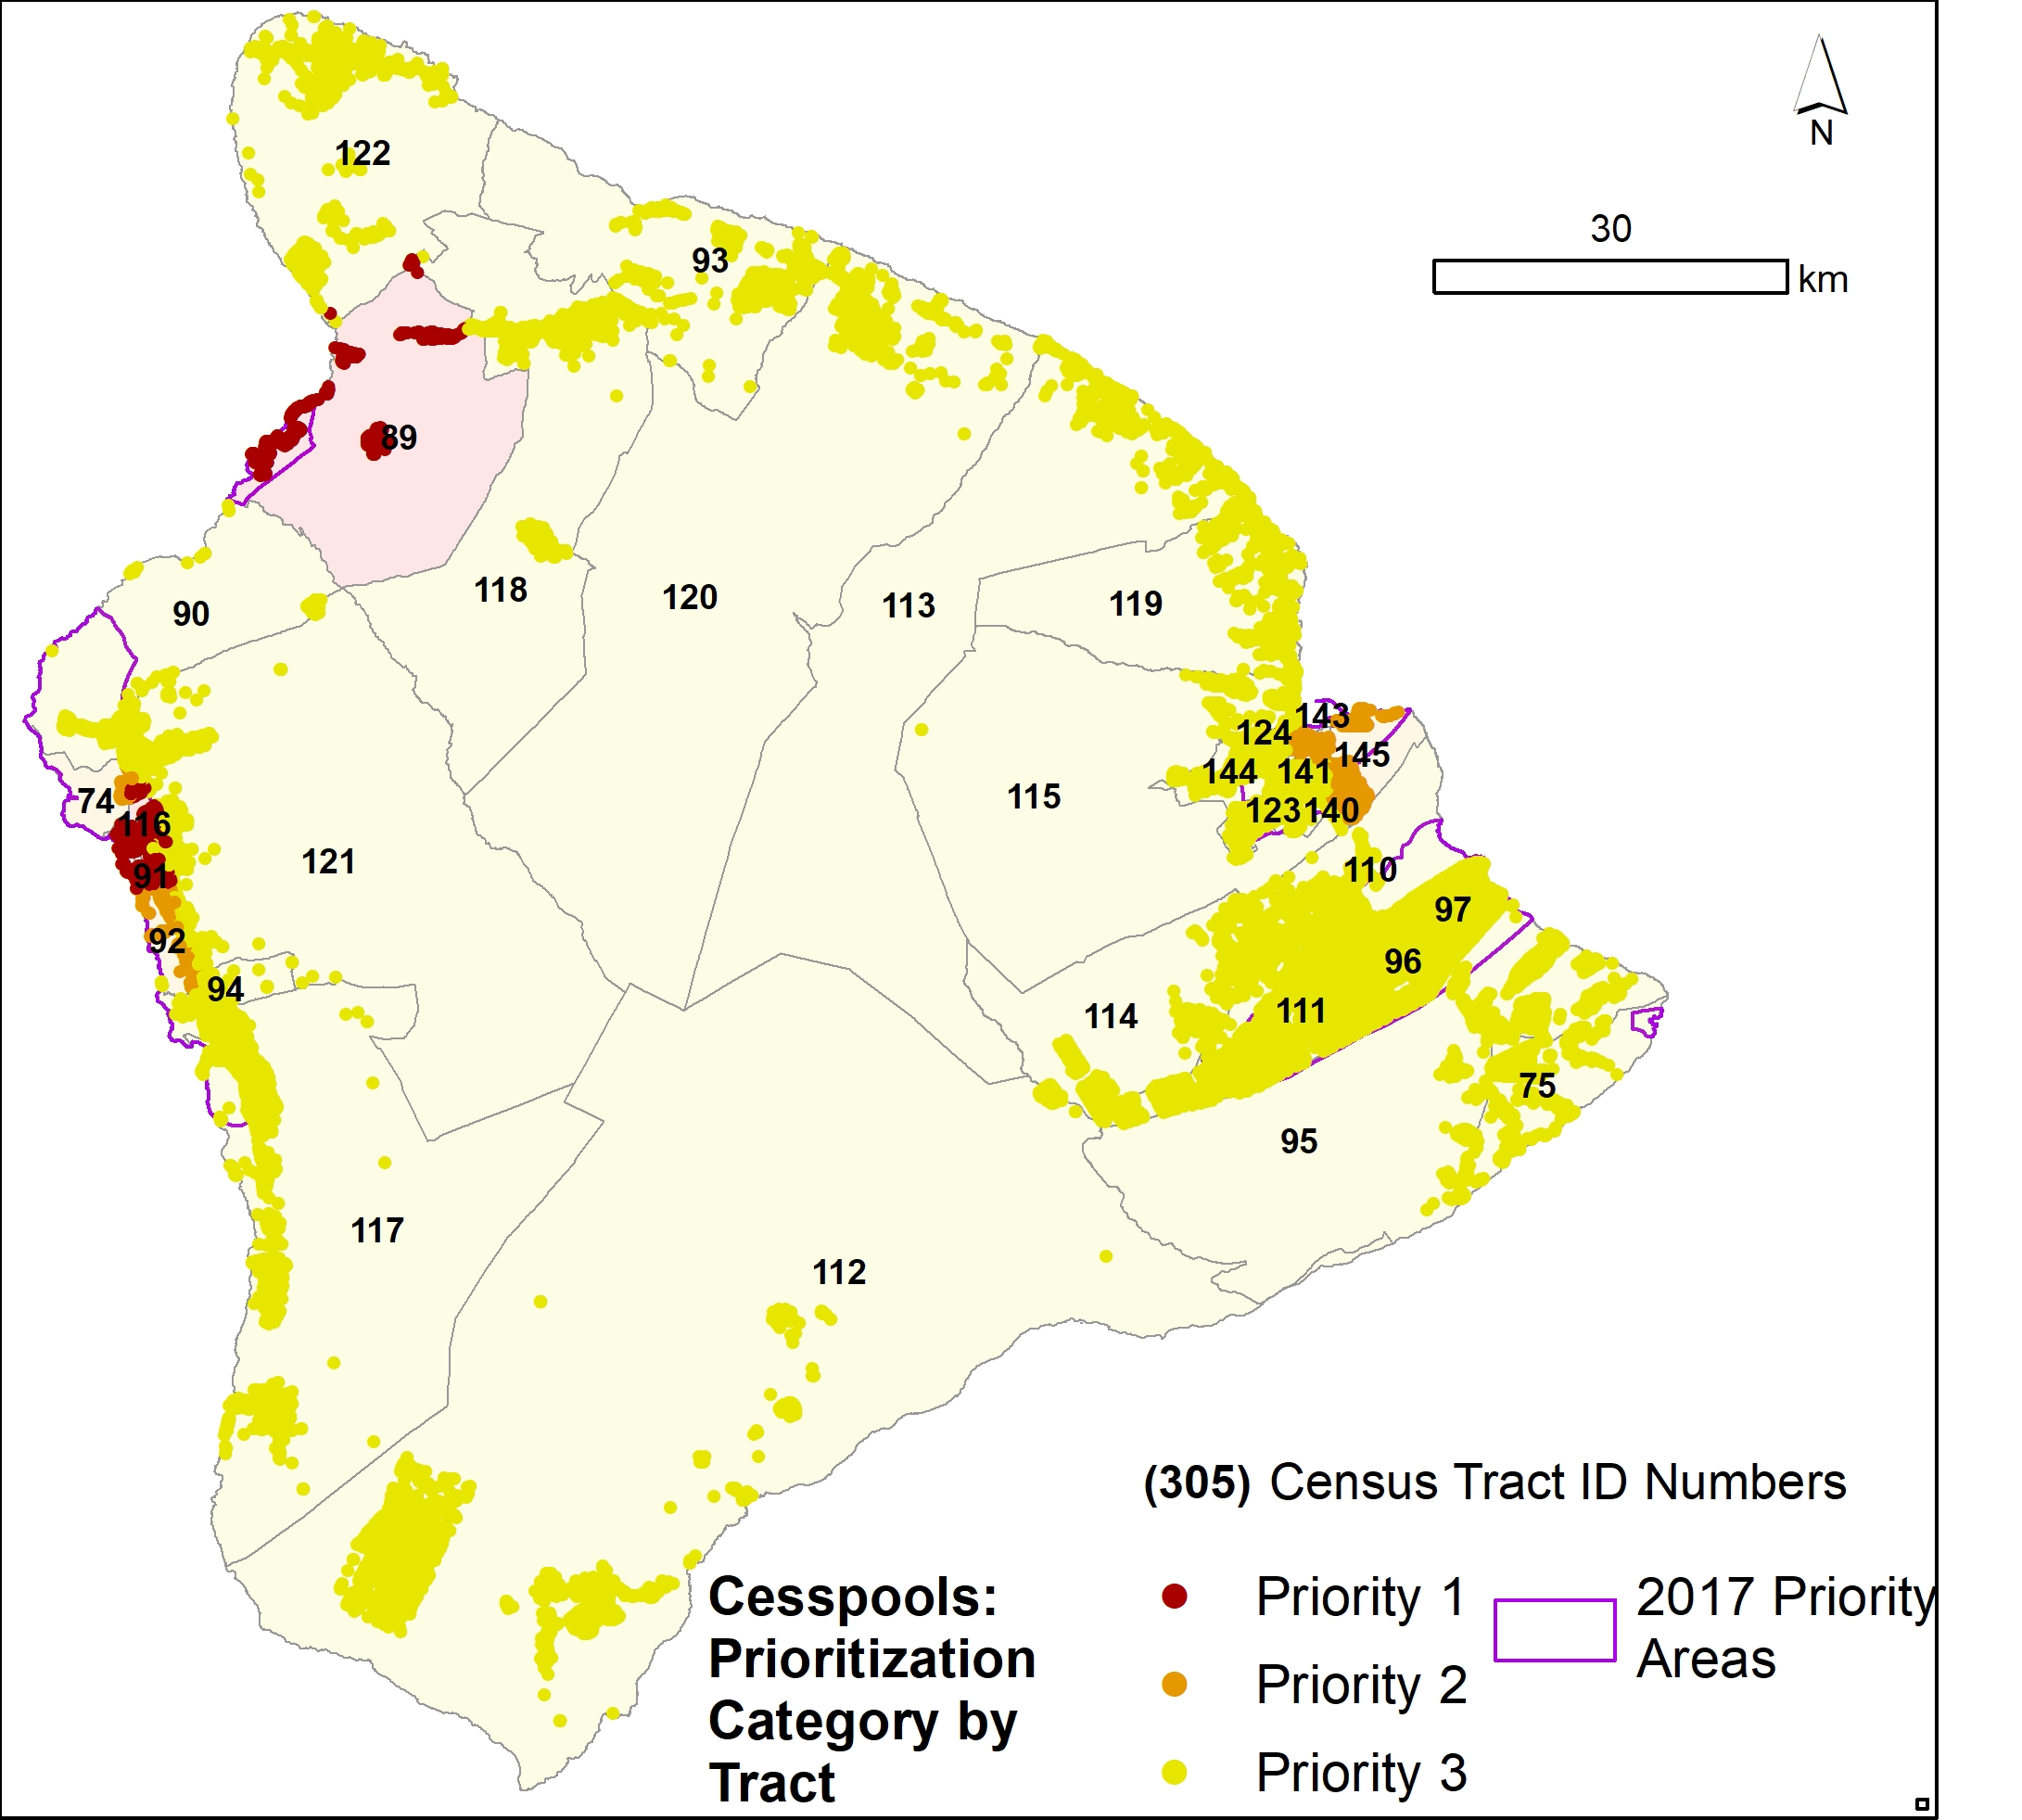 N
30
km
122
93
89
118
120
113
119
90
143
124
145
144
141
74
115
123
140
116
121
110
91
97
92
96
94
111
114
75
95
117
112
(305) Census Tract ID Numbers
Cesspools:
Prioritization
Category by
Tract
Priority 1
Priority 2
Priority 3
2017 Priority
Areas